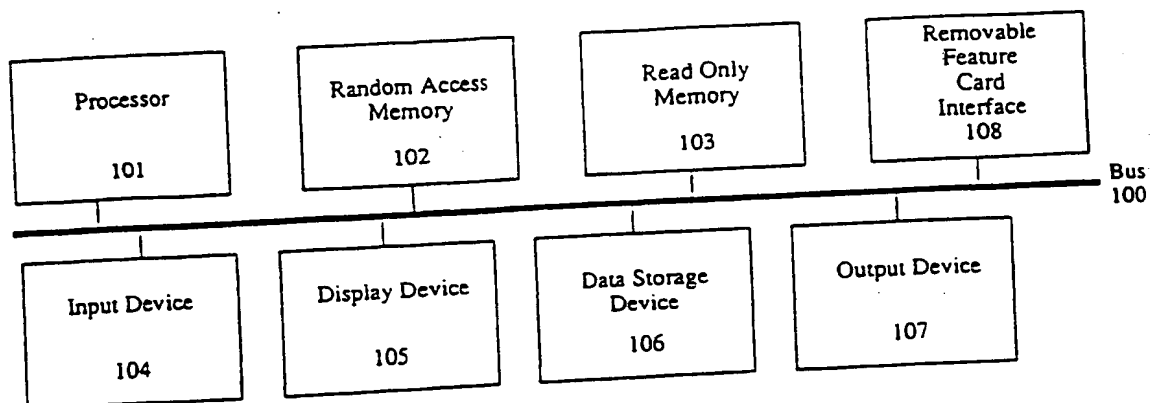 Processor
101
Random Access
Memory
102
Read Only
Memory
103
Removable
Feature
Card
Interface
108
Bus
100
Input Device
104
Display Device
105
Data Storage
Device
106
Output Device
107